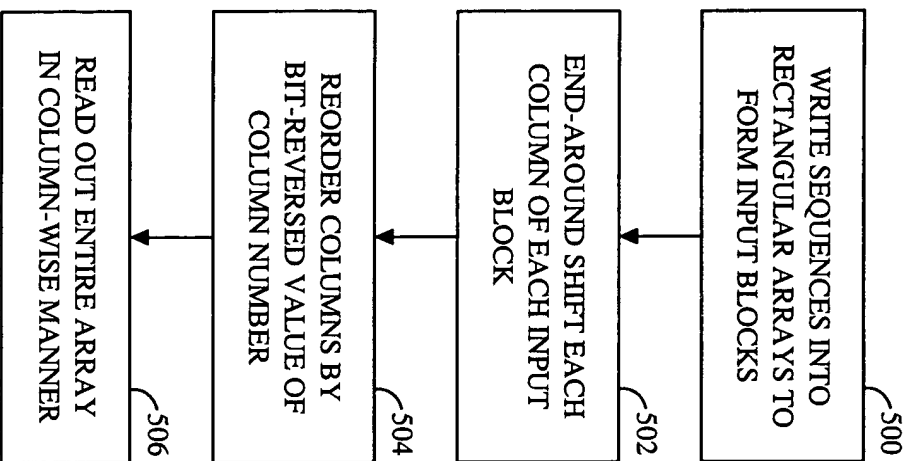 500
WRITE SEQUENCES INTO
RECTANGULAR ARRAYS TO
FORM INPUT BLOCKS
502
END-AROUND SHIFT EACH
COLUMN OF EACH INPUT
BLOCK
504
REORDER COLUMNS BY
BIT-REVERSED VALUE OF
COLUMN NUMBER
506
READ OUT ENTIRE ARRAY
IN COLUMN-WISE MANNER